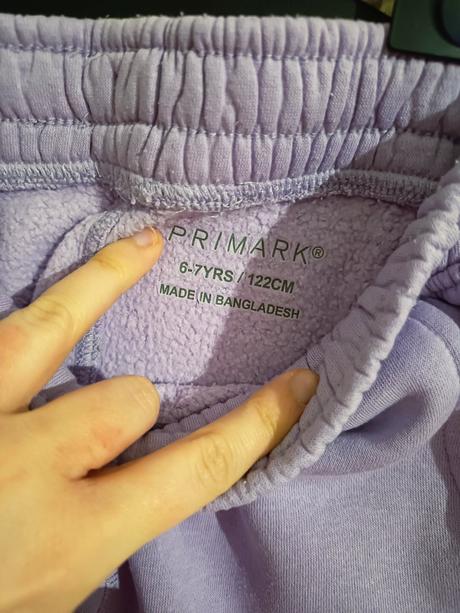 PRIMARK®
6-7YRS / 122CM
MADE IN BANGLADESH